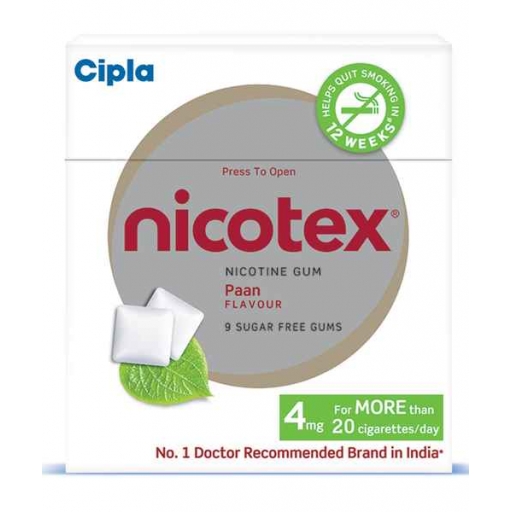 Cipla
HELPS QUIT SMOKING IN
12 WEEKS#
Press To Open
nicotex®
NICOTINE GUM
Paan
FLAVOUR
9 SUGAR FREE GUMS
4mg
For MORE than
20 cigarettes/day
No. 1 Doctor Recommended Brand in India*